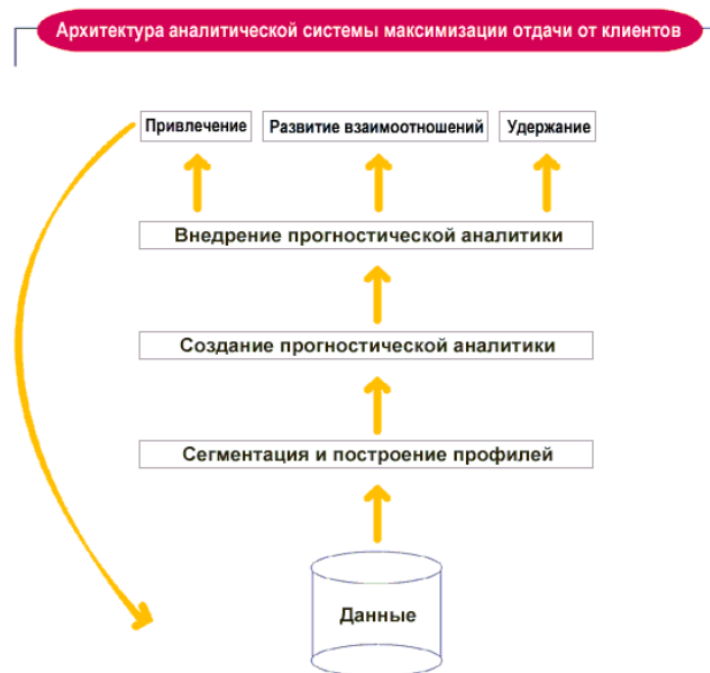 Архитектура аналитической системы максимизации отдачи от клиентов
Привлечение
Развитие взаимоотношений
Удержание
Внедрение прогностической аналитики
Создание прогностической аналитики
Сегментация и построение профилей
Данные